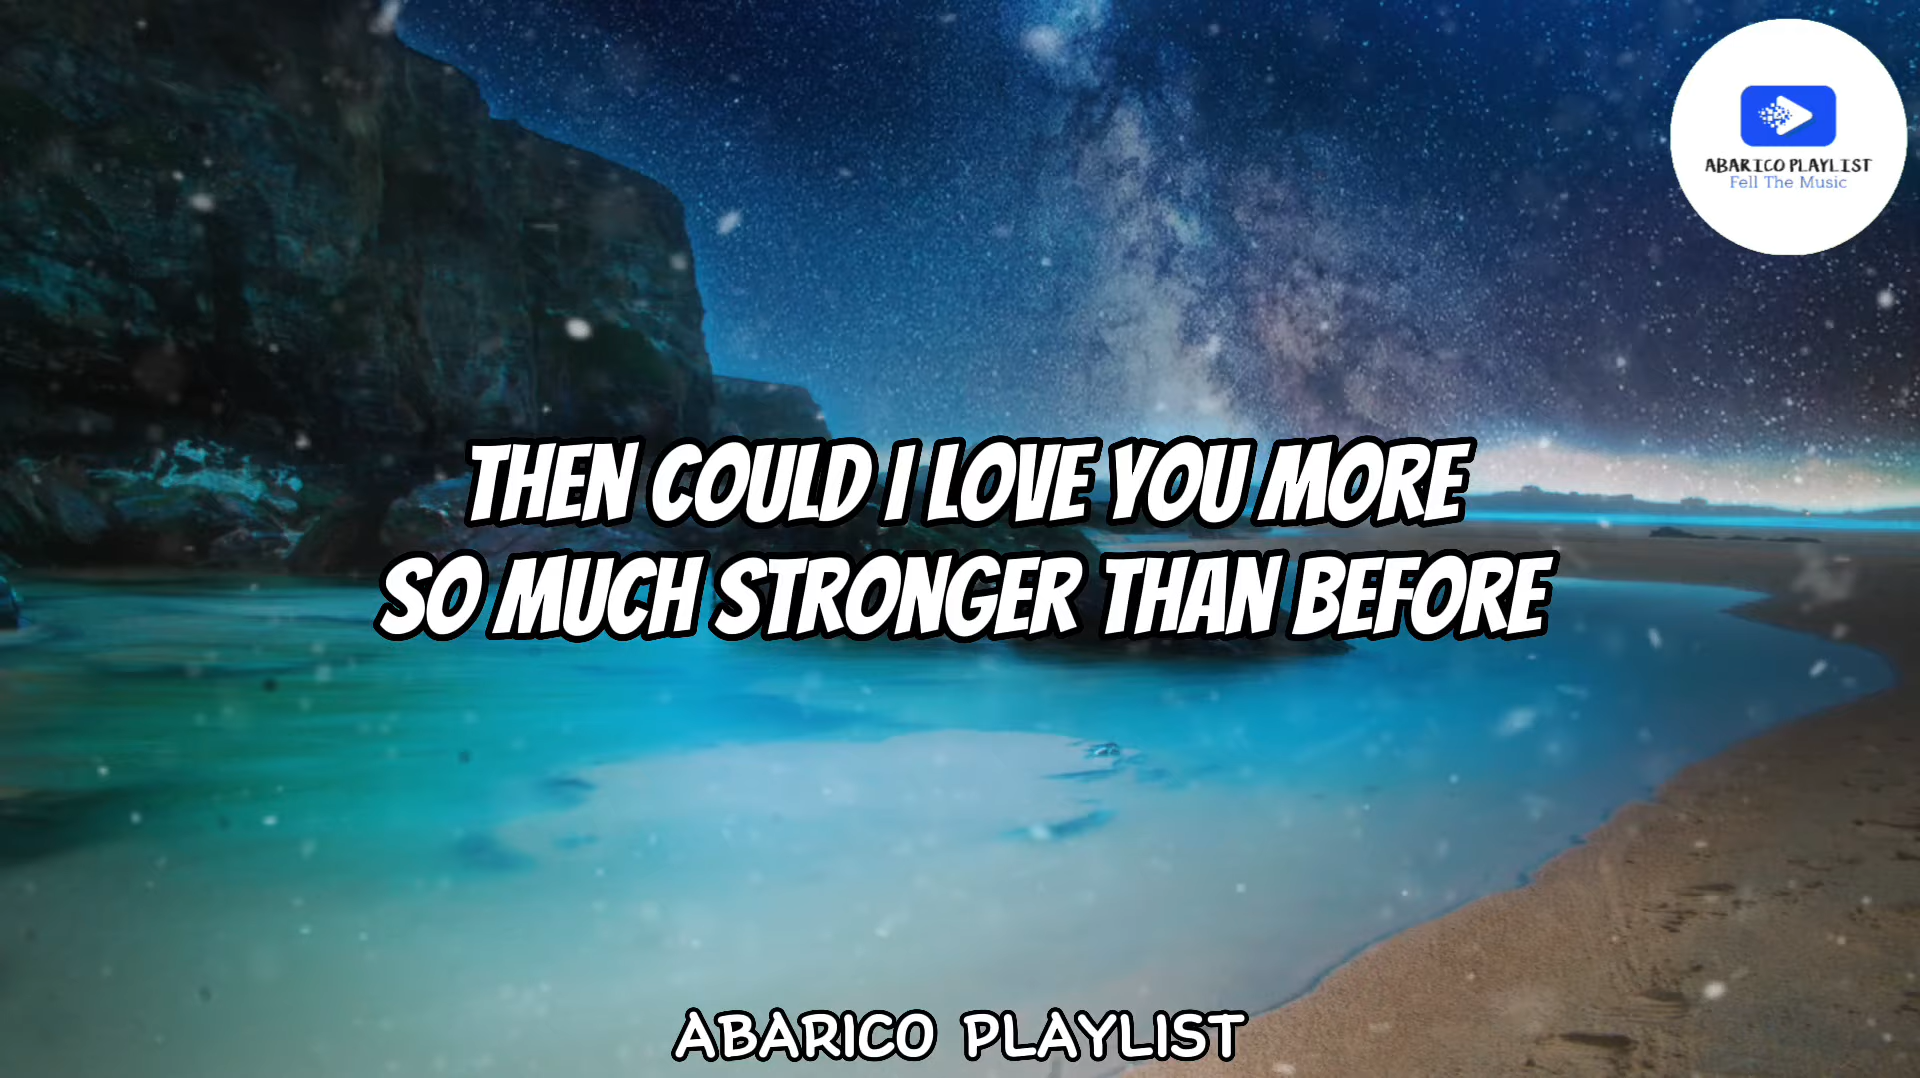 ABARICO PLAYLIST
Fell The Music
THEN COULD I LOVE YOU MORE
SO MUCH STRONGER THAN BEFORE
ABARICO PLAYLIST